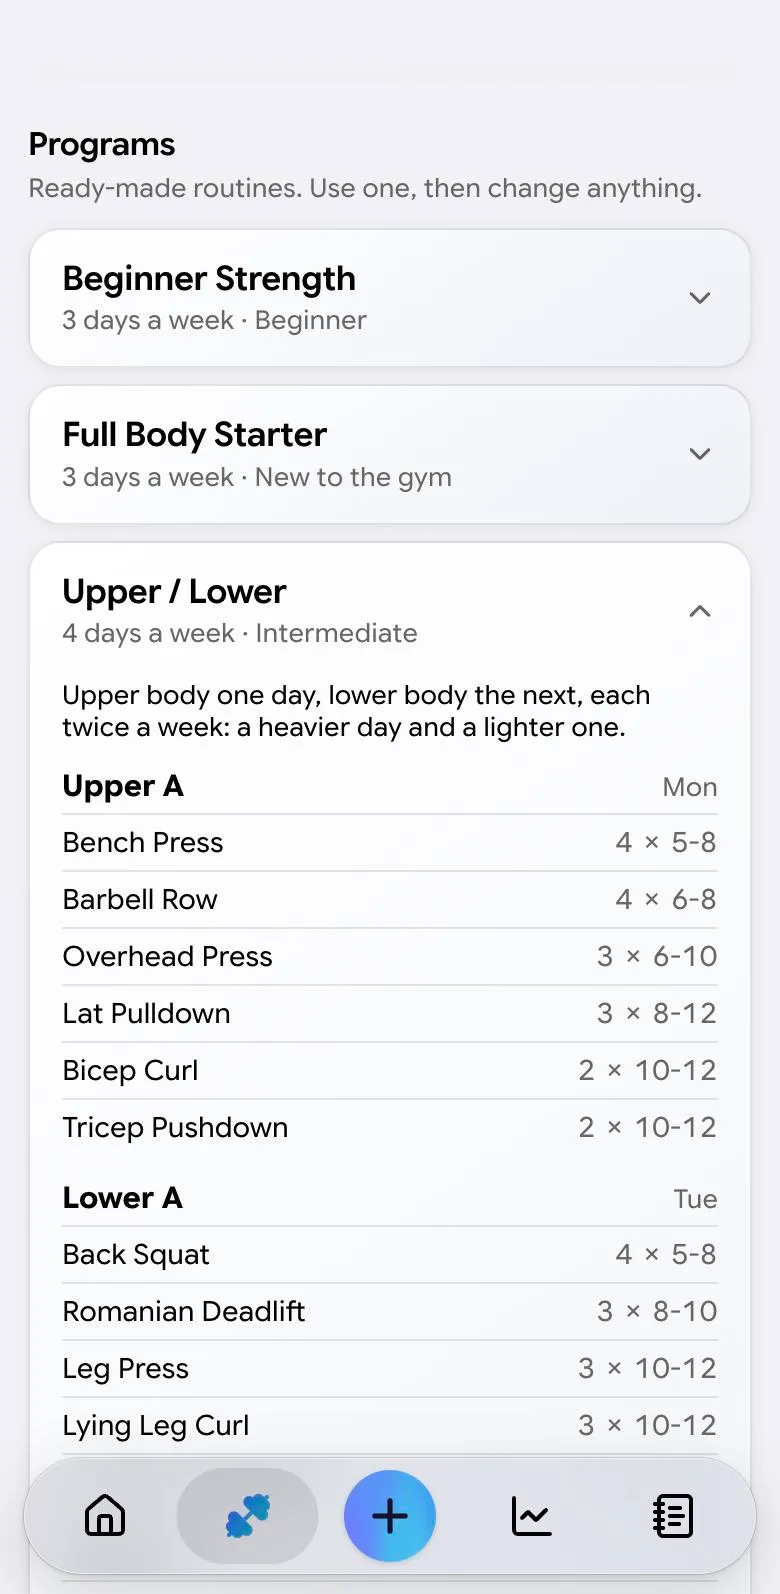 Programs
Ready-made routines. Use one, then change anything.
Beginner Strength
3 days a week · Beginner
Full Body Starter
3 days a week · New to the gym
Upper / Lower
4 days a week · Intermediate
Upper body one day, lower body the next, each
twice a week: a heavier day and a lighter one.
Upper A Mon
Bench Press 4 × 5-8
Barbell Row 4 × 6-8
Overhead Press 3 × 6-10
Lat Pulldown 3 × 8-12
Bicep Curl 2 × 10-12
Tricep Pushdown 2 × 10-12
Lower A Tue
Back Squat 4 × 5-8
Romanian Deadlift 3 × 8-10
Leg Press 3 × 10-12
Lying Leg Curl 3 × 10-12